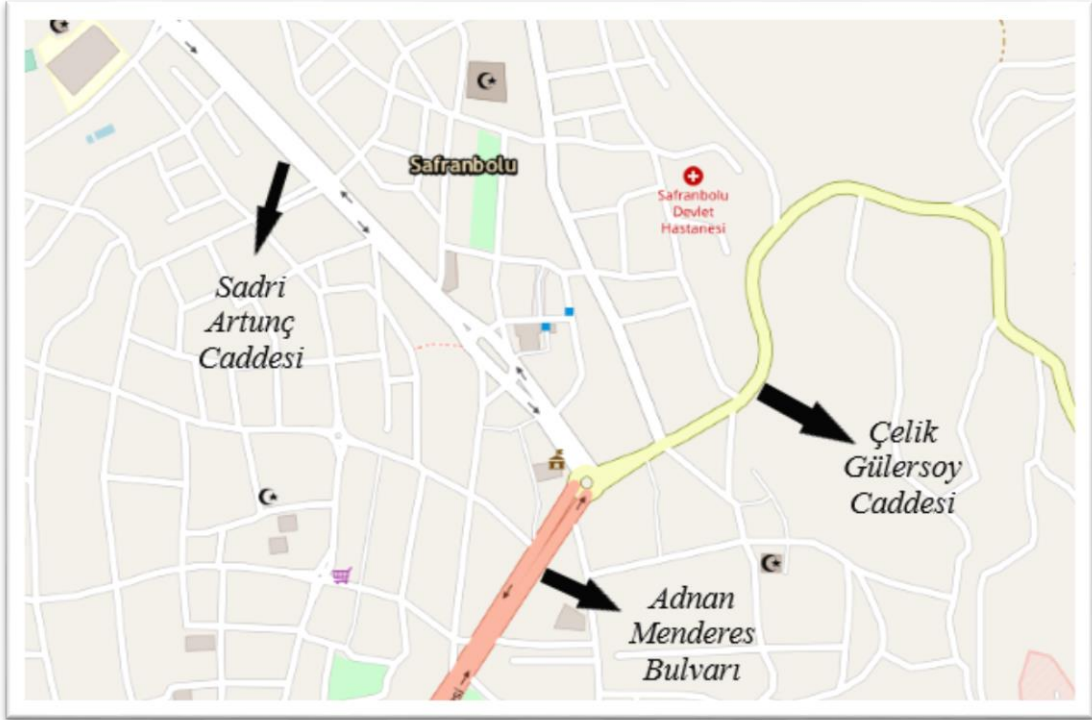 Safranbolu
Safranbolu
Devlet
Hastanesi
Sadri
Artunç
Caddesi
Çelik
Gülersoy
Caddesi
Adnan
Menderes
Bulvarı